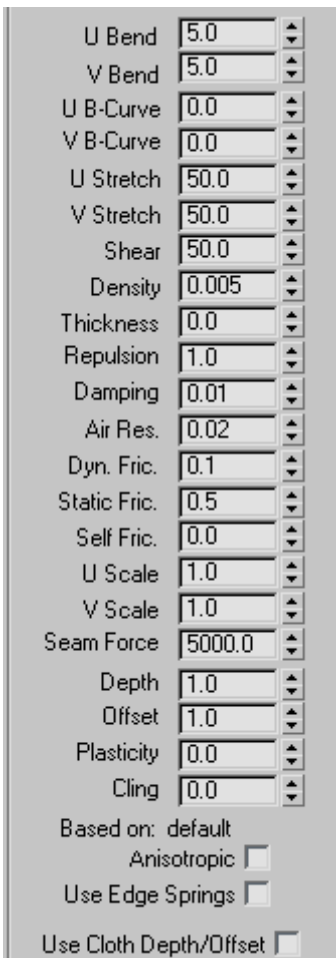 U Bend 5.0
V Bend 5.0
U B-Curve 0.0
V B-Curve 0.0
U Stretch 50.0
V Stretch 50.0
Shear 50.0
Density 0.005
Thickness 0.0
Repulsion 1.0
Damping 0.01
Air Res. 0.02
Dyn. Fric. 0.1
Static Fric. 0.5
Self Fric. 0.0
U Scale 1.0
V Scale 1.0
Seam Force 5000.0
Depth 1.0
Offset 1.0
Plasticity 0.0
Cling 0.0
Based on: default
Anisotropic
Use Edge Springs
Use Cloth Depth/Offset